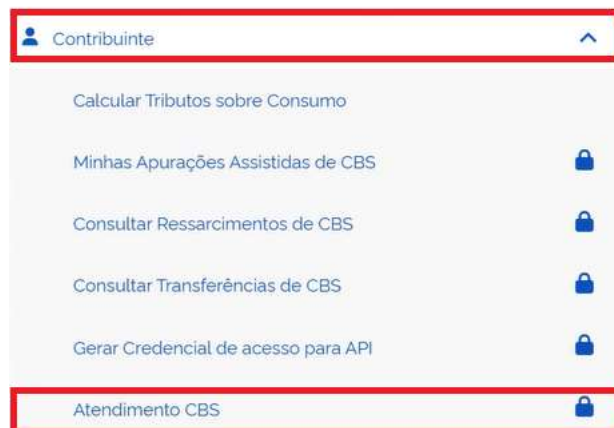 Contribuinte
Calcular Tributos sobre Consumo
Minhas Apurações Assistidas de CBS
Consultar Ressarcimentos de CBS
Consultar Transferências de CBS
Gerar Credencial de acesso para API
Atendimento CBS